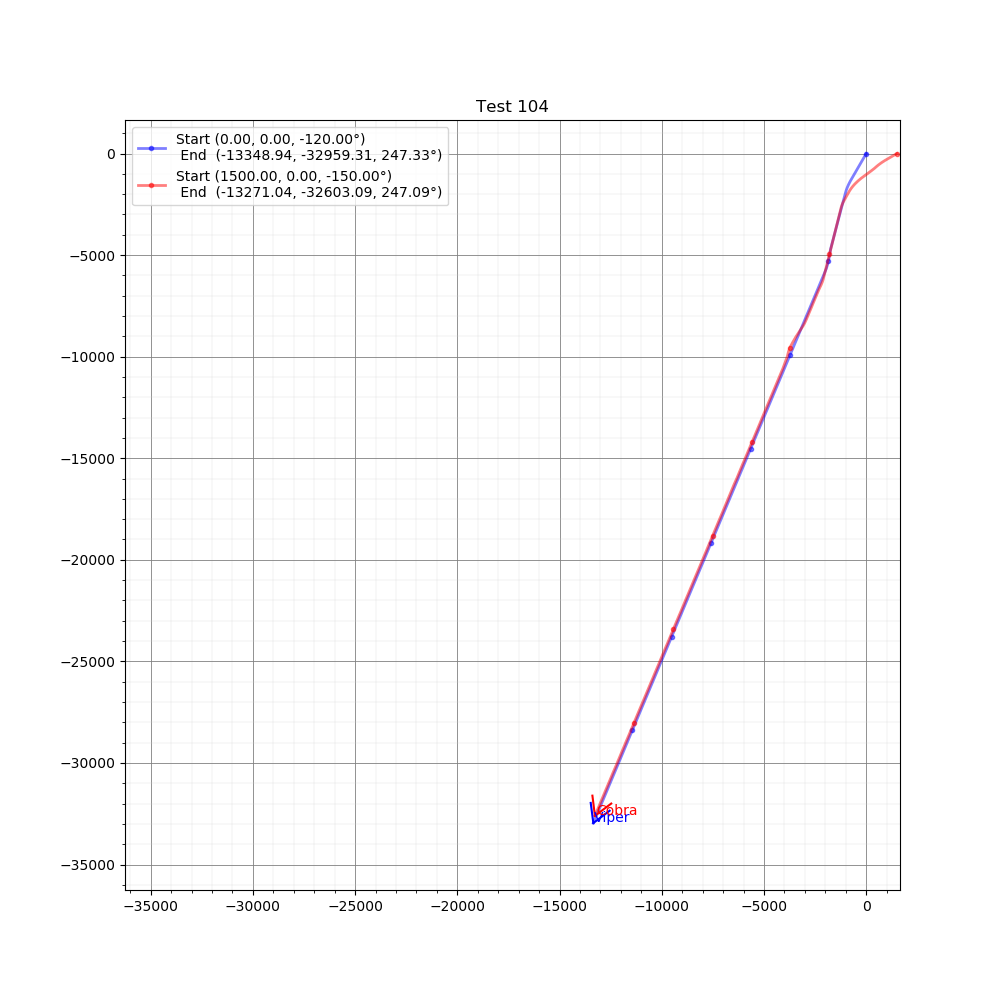 Test 104
Start (0.00, 0.00, -120.00°)
End  (-13348.94, -32959.31, 247.33°)
Start (1500.00, 0.00, -150.00°)
End  (-13271.04, -32603.09, 247.09°)
0
−5000
−10000
−15000
−20000
−25000
−30000
−35000
Cobra
Viper
−35000 −30000 −25000 −20000 −15000 −10000 −5000 0